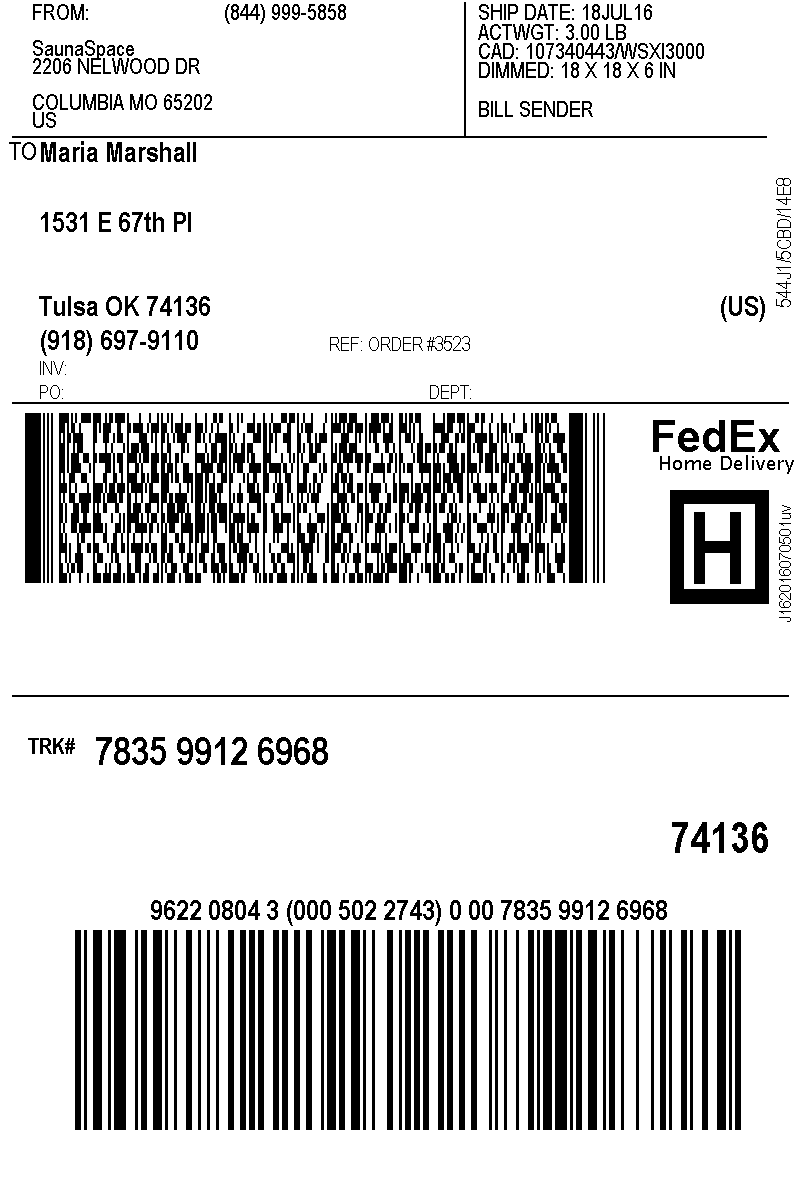 FROM: (844) 999-5858
SaunaSpace
2206 NELWOOD DR
COLUMBIA MO 65202
US
SHIP DATE: 18JUL16
ACTWGT: 3.00 LB
CAD: 107340443/WSXI3000
DIMMED: 18 X 18 X 6 IN
BILL SENDER
TO Maria Marshall
1531 E 67th Pl
Tulsa OK 74136 (US)
(918) 697-9110 REF: ORDER #3523
INV:
PO: DEPT:
544J1/5CBD/14E8
FedEx
Home Delivery
H
J162016070501uv
TRK# 7835 9912 6968
74136
9622 0804 3 (000 502 2743) 0 00 7835 9912 6968